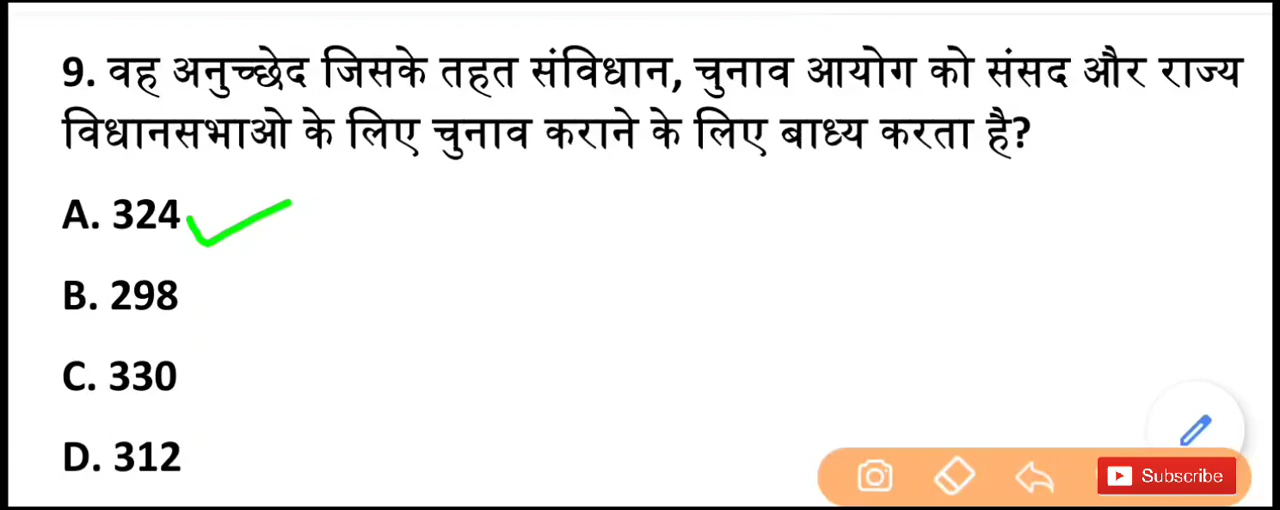 9. वह अनुच्छेद जिसके तहत संविधान, चुनाव आयोग को संसद और राज्य
विधानसभाओ के लिए चुनाव कराने के लिए बाध्य करता है?
A. 324
B. 298
C. 330
D. 312
Subscribe